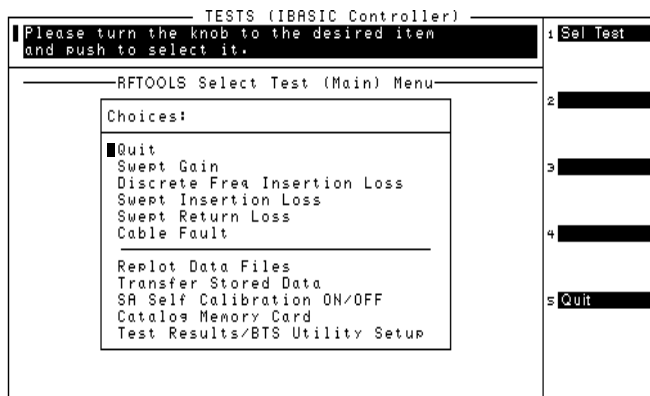 TESTS (IBASIC Controller)
Please turn the knob to the desired item
and push to select it.
RFTOOLS Select Test (Main) Menu
Choices:
Quit
Swept Gain
Discrete Freq Insertion Loss
Swept Insertion Loss
Swept Return Loss
Cable Fault
Replot Data Files
Transfer Stored Data
SA Self Calibration ON/OFF
Catalog Memory Card
Test Results/BTS Utility Setup
1 Sel Test
2
3
4
5 Quit